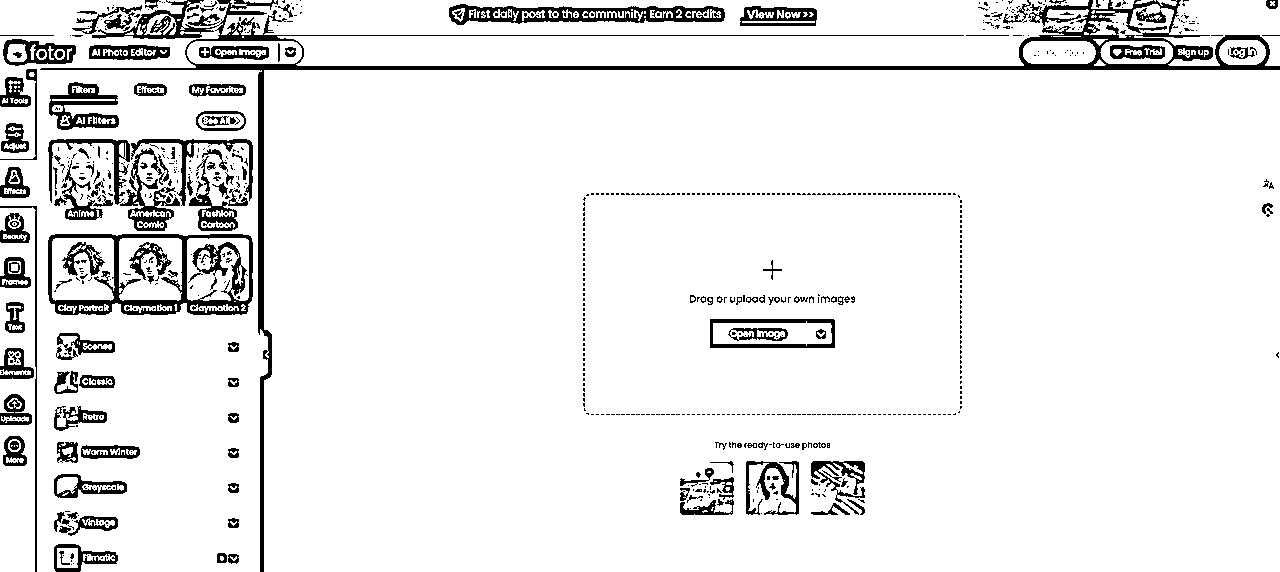 First daily post to the community: Earn 2 credits View Now >>
fotor AI Photo Editor Open Image Free Trial Sign up Log in
AI Tools
Adjust
Effects
Beauty
Frames
Text
Elements
Uploads
More
Filters Effects My Favorites
AI Filters See All >
Anime 1 American Comic Fashion Cartoon
Clay Portrait Claymation 1 Claymation 2
Scenes
Classic
Retro
Warm Winter
Greyscale
Vintage
Filmatic
Drag or upload your own images
Open Image
Try the ready-to-use photos